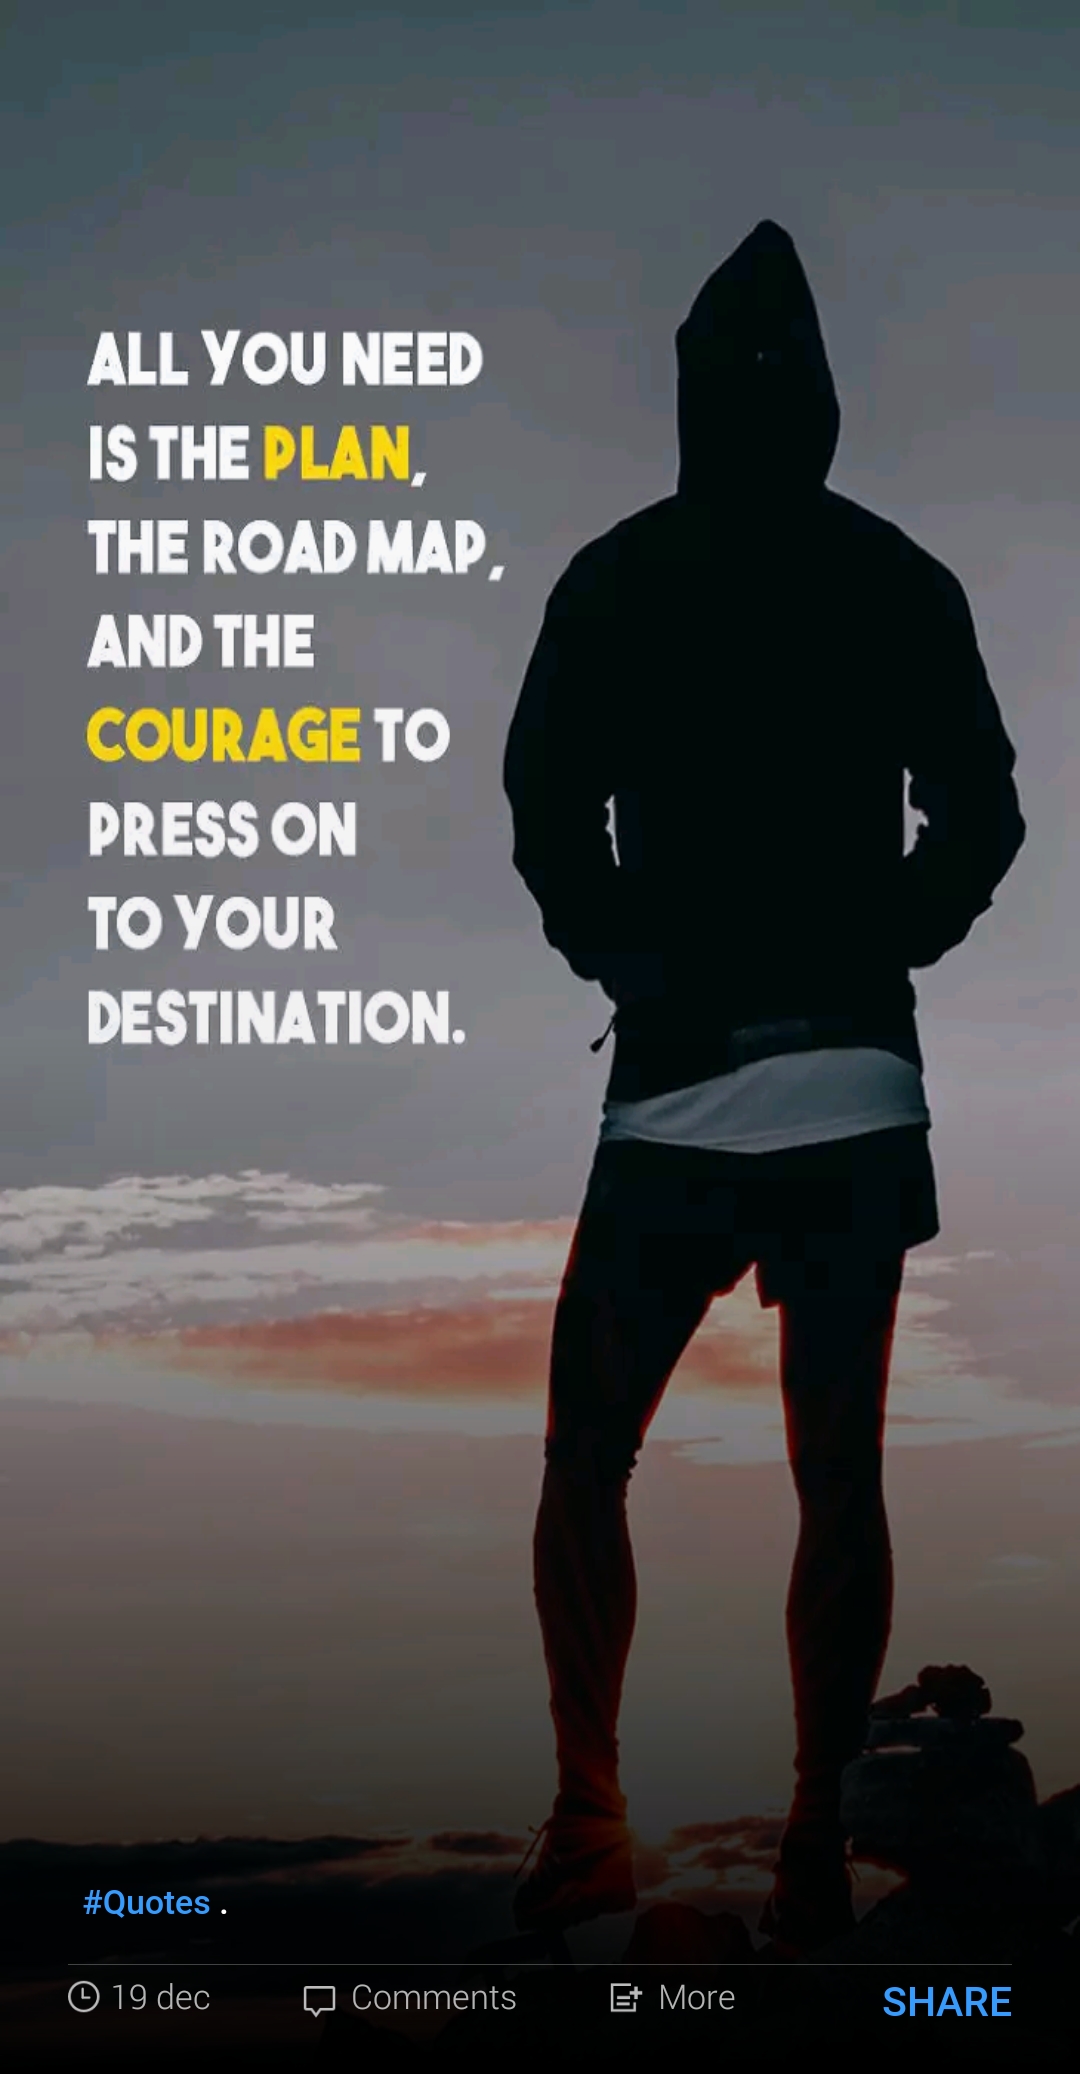 ALL YOU NEED
IS THE PLAN,
THE ROAD MAP,
AND THE
COURAGE TO
PRESS ON
TO YOUR
DESTINATION.
#Quotes .
19 dec
Comments
More
SHARE